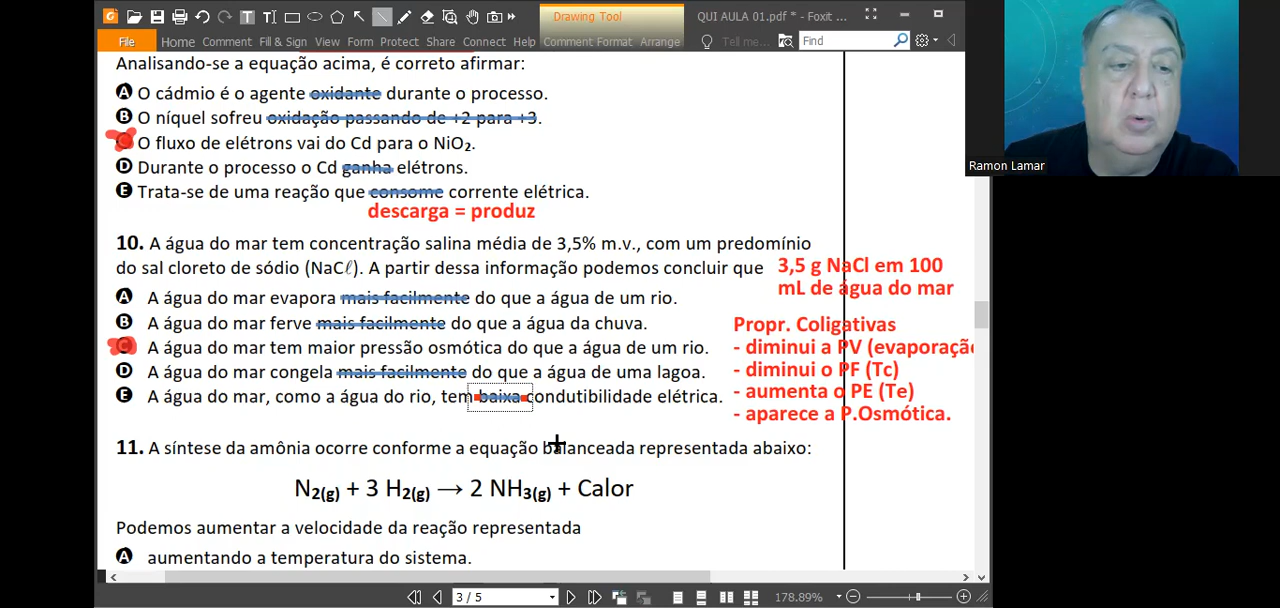 Drawing Tool
QUI AULA 01.pdf * - Foxit ...
File Home Comment Fill & Sign View Form Protect Share Connect Help Comment Format Arrange Tell me... Find
Analisando-se a equação acima, é correto afirmar:
A O cádmio é o agente oxidante durante o processo.
B O níquel sofreu oxidação passando de +2 para +3.
C O fluxo de elétrons vai do Cd para o NiO₂.
D Durante o processo o Cd ganha elétrons.
E Trata-se de uma reação que consome corrente elétrica.
descarga = produz
10. A água do mar tem concentração salina média de 3,5% m.v., com um predomínio
do sal cloreto de sódio (NaCℓ). A partir dessa informação podemos concluir que
3,5 g NaCl em 100
mL de água do mar
A A água do mar evapora mais facilmente do que a água de um rio.
B A água do mar ferve mais facilmente do que a água da chuva.
C A água do mar tem maior pressão osmótica do que a água de um rio.
D A água do mar congela mais facilmente do que a água de uma lagoa.
E A água do mar, como a água do rio, tem baixa condutibilidade elétrica.
Propr. Coligativas
- diminui a PV (evaporação
- diminui o PF (Tc)
- aumenta o PE (Te)
- aparece a P.Osmótica.
11. A síntese da amônia ocorre conforme a equação balanceada representada abaixo:
N₂(g) + 3 H₂(g) → 2 NH₃(g) + Calor
Podemos aumentar a velocidade da reação representada
A aumentando a temperatura do sistema.
3 / 5
178.89%
Ramon Lamar